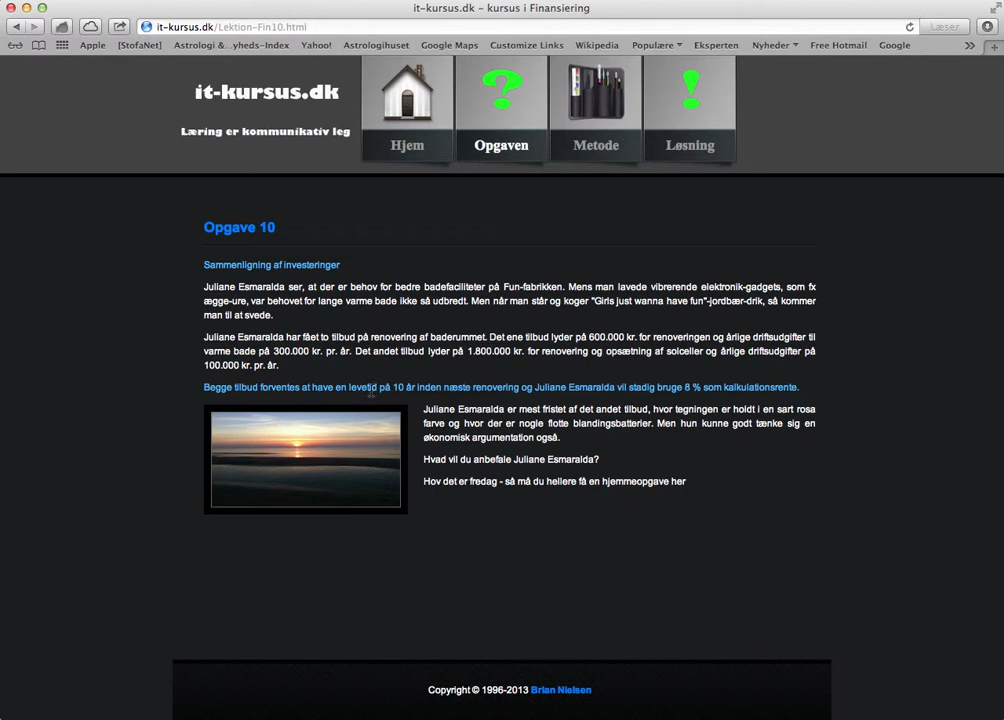 it-kursus.dk – kursus i Finansiering
it-kursus.dk/Lektion-Fin10.html
Læser
Apple [StofaNet] Astrologi &...yheds-Index Yahoo! Astrologihuset Google Maps Customize Links Wikipedia Populære Eksperten Nyheder Free Hotmail Google
it-kursus.dk
Læring er kommunikativ leg
Hjem Opgaven Metode Løsning
Opgave 10
Sammenligning af investeringer
Juliane Esmaralda ser, at der er behov for bedre badefaciliteter på Fun-fabrikken. Mens man lavede vibrerende elektronik-gadgets, som fx
ægge-ure, var behovet for lange varme bade ikke så udbredt. Men når man står og koger "Girls just wanna have fun"-jordbær-drik, så kommer
man til at svede.
Juliane Esmaralda har fået to tilbud på renovering af baderummet. Det ene tilbud lyder på 600.000 kr. for renoveringen og årlige driftsudgifter til
varme bade på 300.000 kr. pr. år. Det andet tilbud lyder på 1.800.000 kr. for renovering og opsætning af solceller og årlige driftsudgifter på
100.000 kr. pr. år.
Begge tilbud forventes at have en levetid på 10 år inden næste renovering og Juliane Esmaralda vil stadig bruge 8 % som kalkulationsrente.
Juliane Esmaralda er mest fristet af det andet tilbud, hvor tegningen er holdt i en sart rosa
farve og hvor der er nogle flotte blandingsbatterier. Men hun kunne godt tænke sig en
økonomisk argumentation også.
Hvad vil du anbefale Juliane Esmaralda?
Hov det er fredag - så må du hellere få en hjemmeopgave her
Copyright © 1996-2013 Brian Nielsen